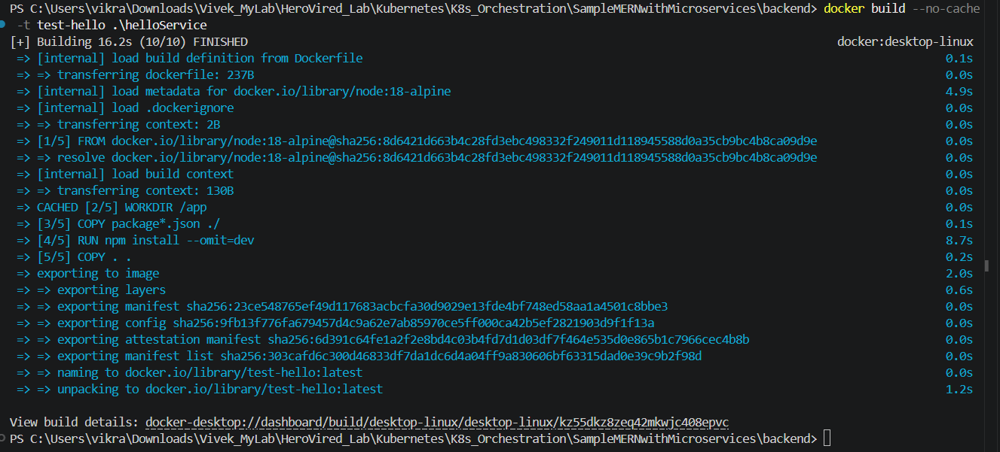 PS C:\Users\vikra\Downloads\Vivek_MyLab\HeroVired_Lab\Kubernetes\K8s_Orchestration\SampleMERNwithMicroservices\backend> docker build --no-cache
-t test-hello .\helloService
[+] Building 16.2s (10/10) FINISHED docker:desktop-linux
=> [internal] load build definition from Dockerfile 0.1s
=> => transferring dockerfile: 237B 0.0s
=> [internal] load metadata for docker.io/library/node:18-alpine 4.9s
=> [internal] load .dockerignore 0.0s
=> => transferring context: 2B 0.0s
=> [1/5] FROM docker.io/library/node:18-alpine@sha256:8d6421d663b4c28fd3ebc498332f249011d118945588d0a35cb9bc4b8ca09d9e 0.0s
=> => resolve docker.io/library/node:18-alpine@sha256:8d6421d663b4c28fd3ebc498332f249011d118945588d0a35cb9bc4b8ca09d9e 0.0s
=> [internal] load build context 0.0s
=> => transferring context: 130B 0.0s
=> CACHED [2/5] WORKDIR /app 0.0s
=> [3/5] COPY package*.json ./ 0.1s
=> [4/5] RUN npm install --omit=dev 8.7s
=> [5/5] COPY . . 0.2s
=> exporting to image 2.0s
=> => exporting layers 0.6s
=> => exporting manifest sha256:23ce548765ef49d117683acbcfa30d9029e13fde4bf748ed58aa1a4501c8bbe3 0.0s
=> => exporting config sha256:9fb13f776fa679457d4c9a62e7ab85970ce5ff000ca42b5ef2821903d9f1f13a 0.0s
=> => exporting attestation manifest sha256:6d391c64fe1a2f2e8bd4c03b4fd7d1d03df7f464e535d0e865b1c7966cec4b8b 0.0s
=> => exporting manifest list sha256:303cafd6c300d46833df7da1dc6d4a04ff9a830606bf63315dad0e39c9b2f98d 0.0s
=> => naming to docker.io/library/test-hello:latest 0.0s
=> => unpacking to docker.io/library/test-hello:latest 1.2s
View build details: docker-desktop://dashboard/build/desktop-linux/desktop-linux/kz55dkz8zeq42mkwjc408epvc
PS C:\Users\vikra\Downloads\Vivek_MyLab\HeroVired_Lab\Kubernetes\K8s_Orchestration\SampleMERNwithMicroservices\backend>